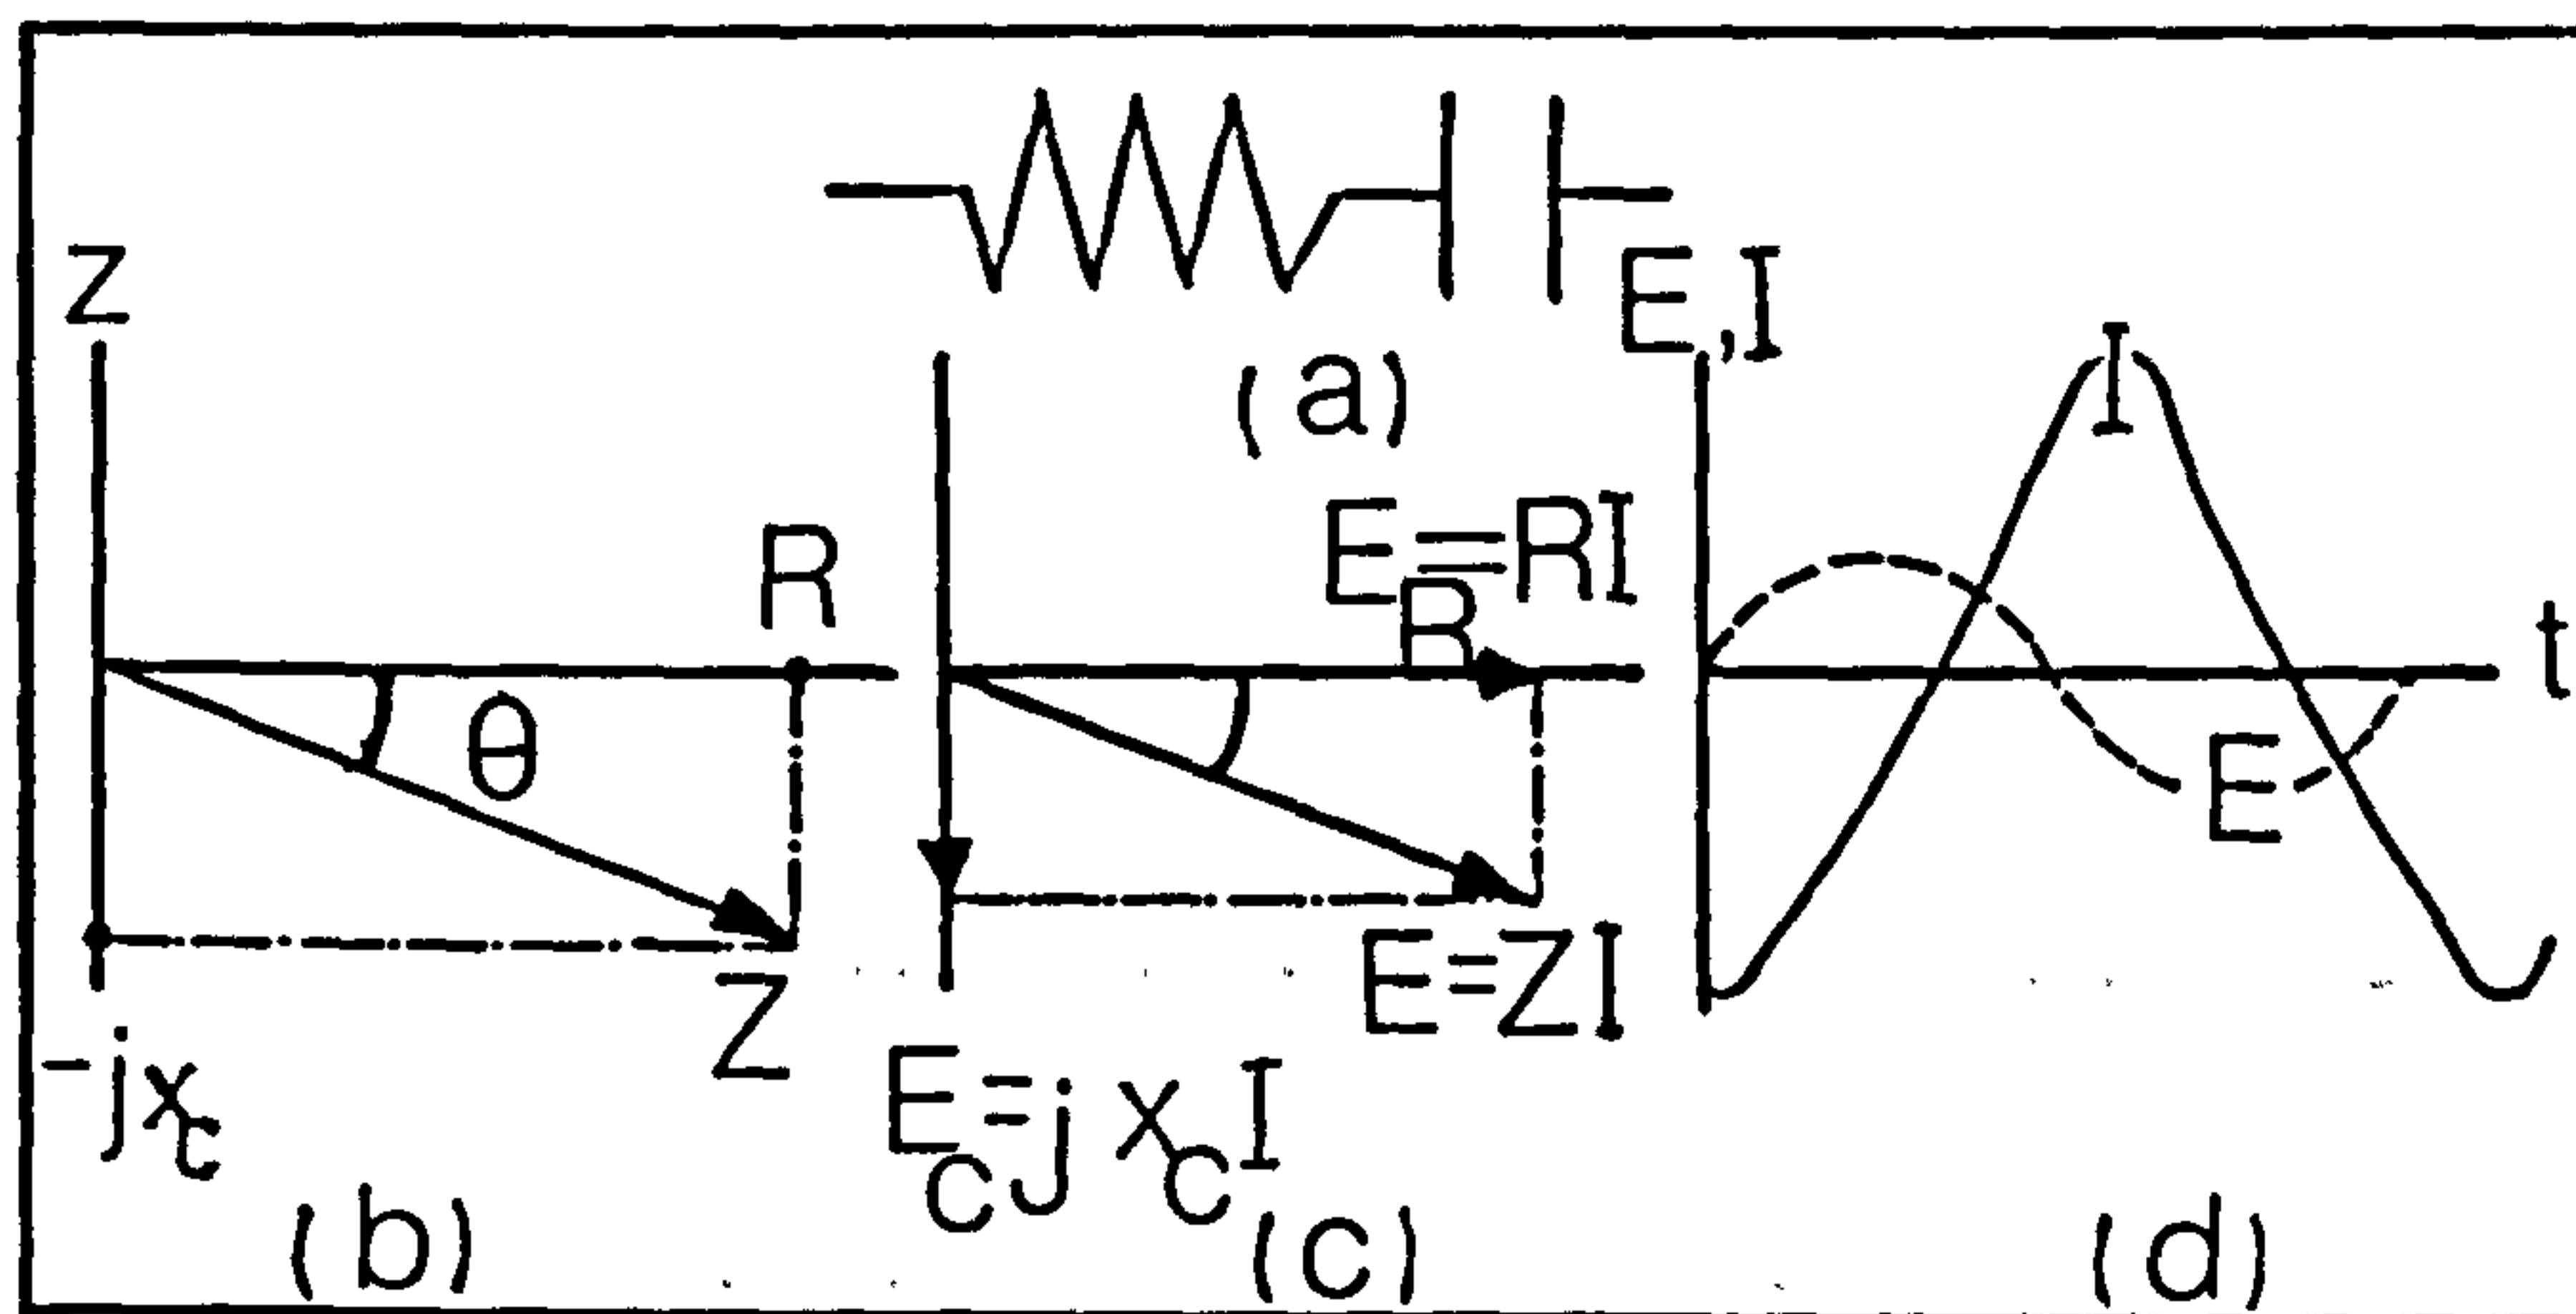 (a)
Z
R
θ
Z
-jx_c
(b)
E_R=RI
E=ZI
E_c=jx_cI
(c)
E,I
I
E
t
(d)